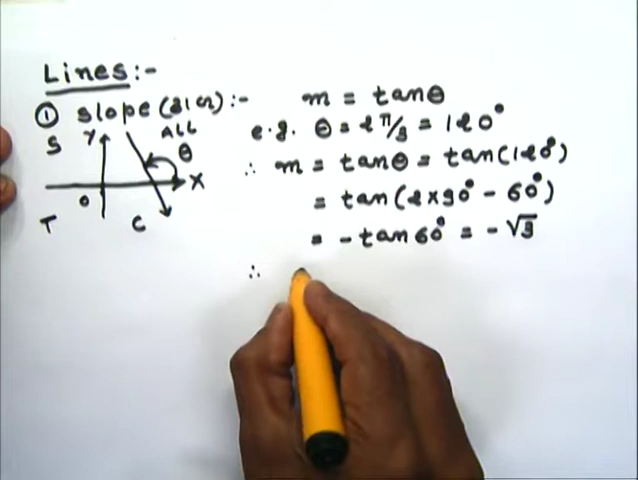 Lines:-
① slope (ઢાળ):- m = tanθ
e.g. θ = 2π/3 = 120°
∴ m = tanθ = tan(120°)
= tan(2×90° - 60°)
= -tan60° = -√3
∴
S Y ALL
θ
X
O
T C